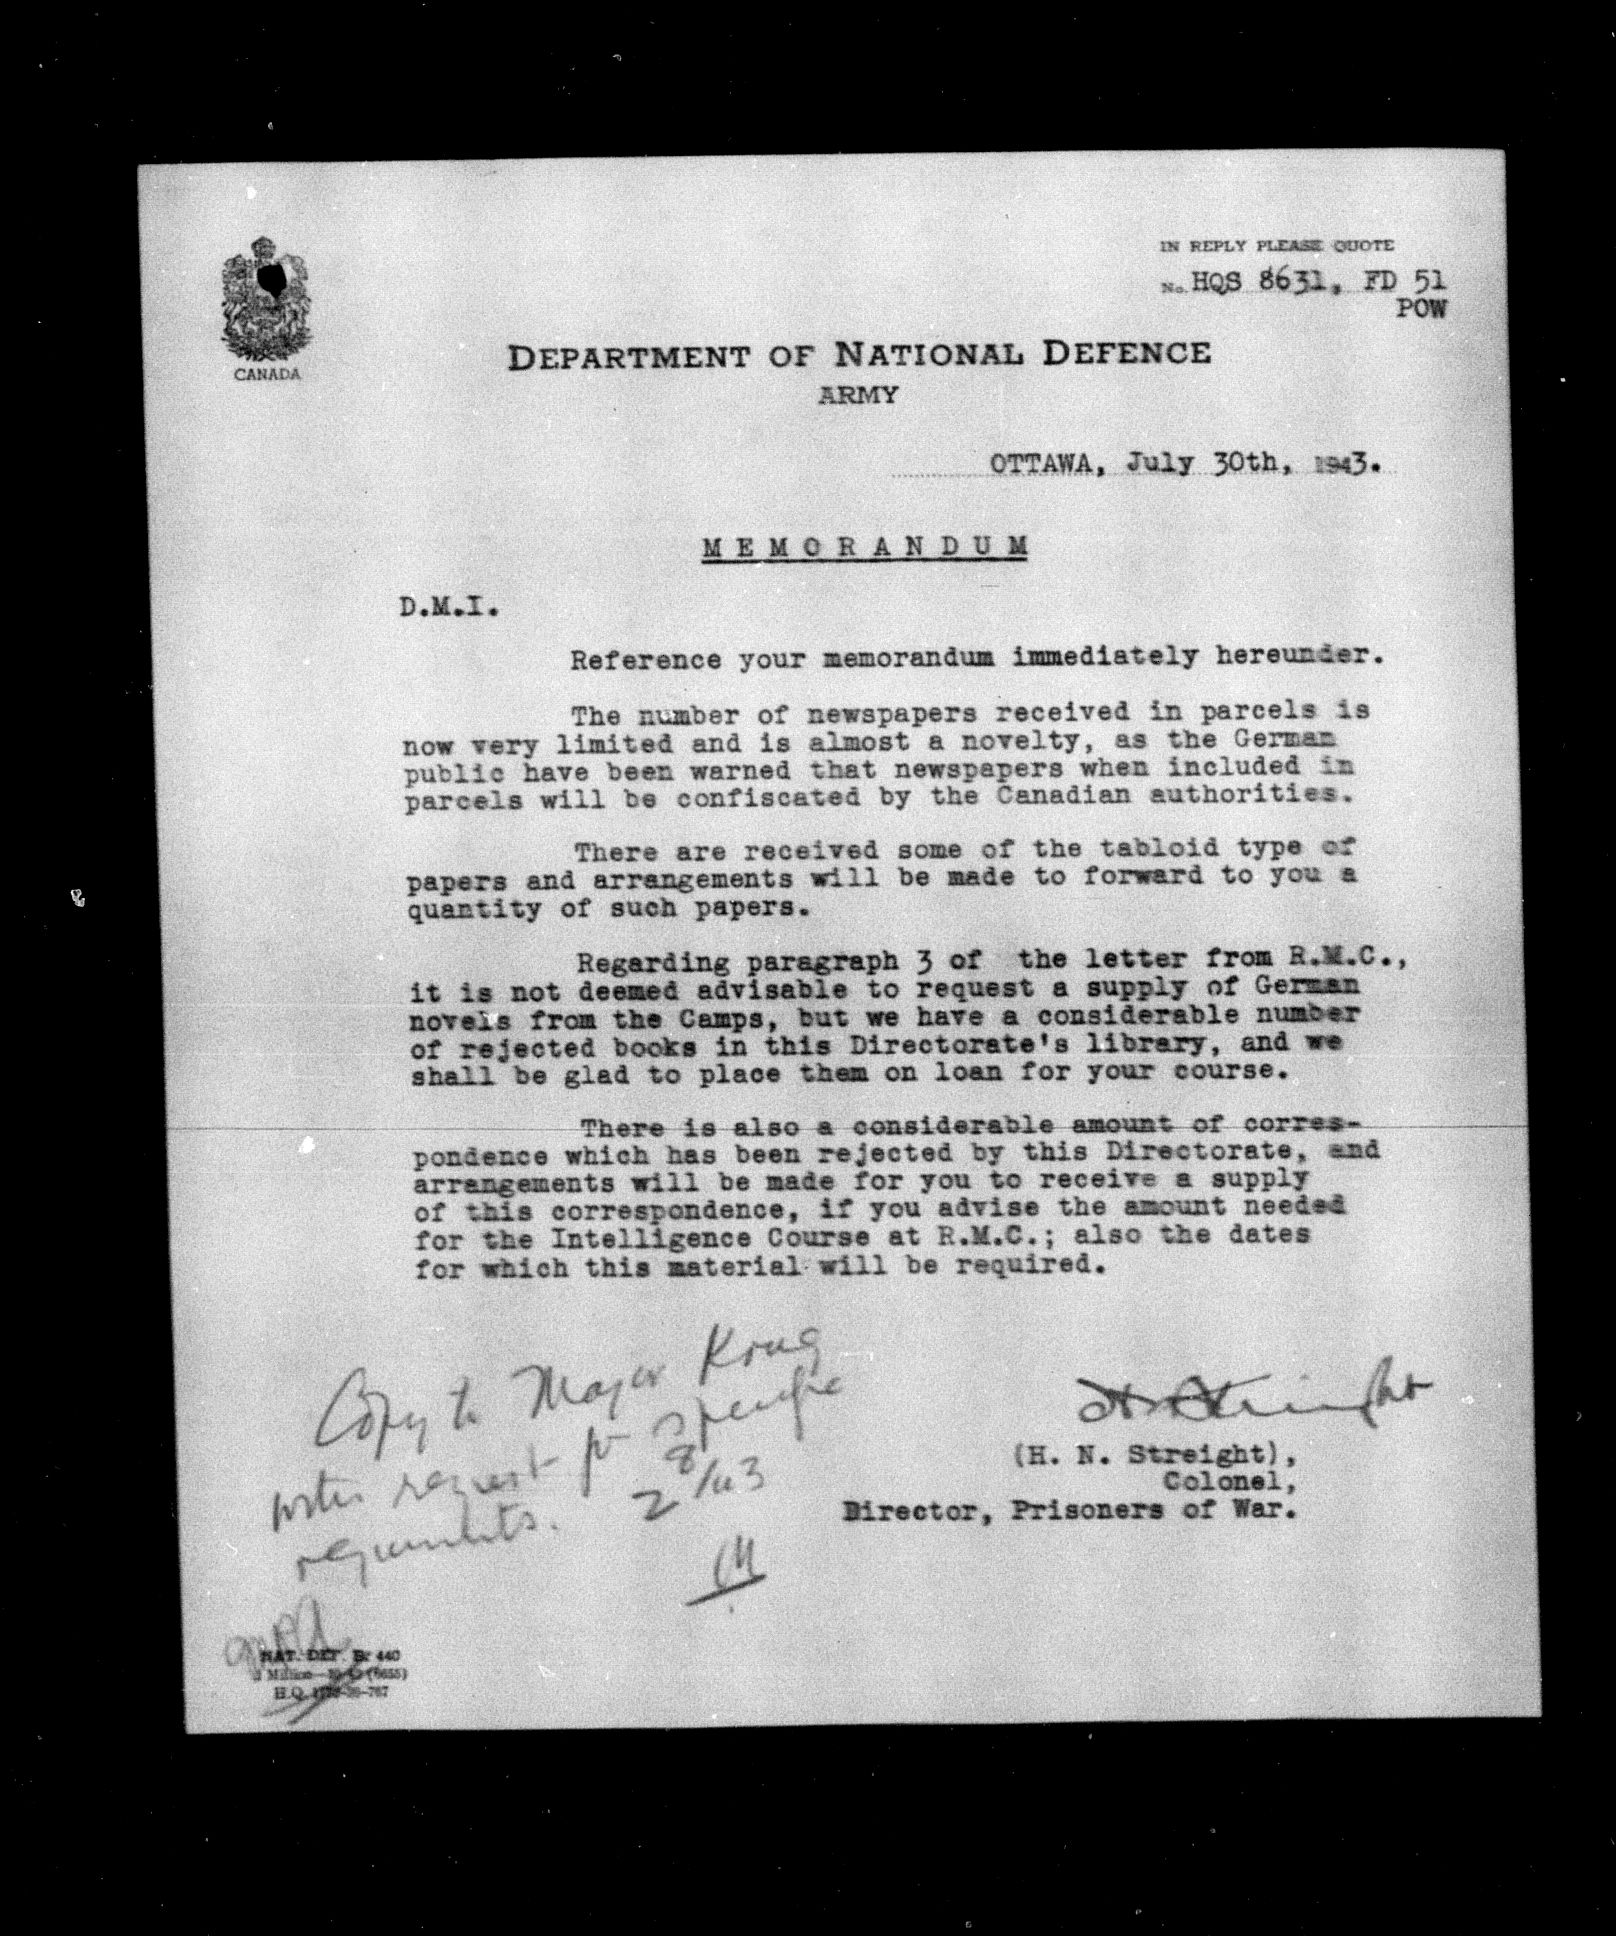 IN REPLY PLEASE QUOTE
No. HQS 8631, FD 51
POW
CANADA
DEPARTMENT OF NATIONAL DEFENCE
ARMY
OTTAWA, July 30th, 1943.
MEMORANDUM
D.M.I.
Reference your memorandum immediately hereunder.
The number of newspapers received in parcels is
now very limited and is almost a novelty, as the German
public have been warned that newspapers when included in
parcels will be confiscated by the Canadian authorities.
There are received some of the tabloid type of
papers and arrangements will be made to forward to you a
quantity of such papers.
Regarding paragraph 3 of the letter from R.M.C.,
it is not deemed advisable to request a supply of German
novels from the Camps, but we have a considerable number
of rejected books in this Directorate's library, and we
shall be glad to place them on loan for your course.
There is also a considerable amount of corres-
pondence which has been rejected by this Directorate, and
arrangements will be made for you to receive a supply
of this correspondence, if you advise the amount needed
for the Intelligence Course at R.M.C.; also the dates
for which this material will be required.
Copy to Major Krug
request for specific
requirements. 2/8/43
H N Streight
(H. N. Streight),
Colonel,
Director, Prisoners of War.
NAT. DEF. Br 440
H.Q.